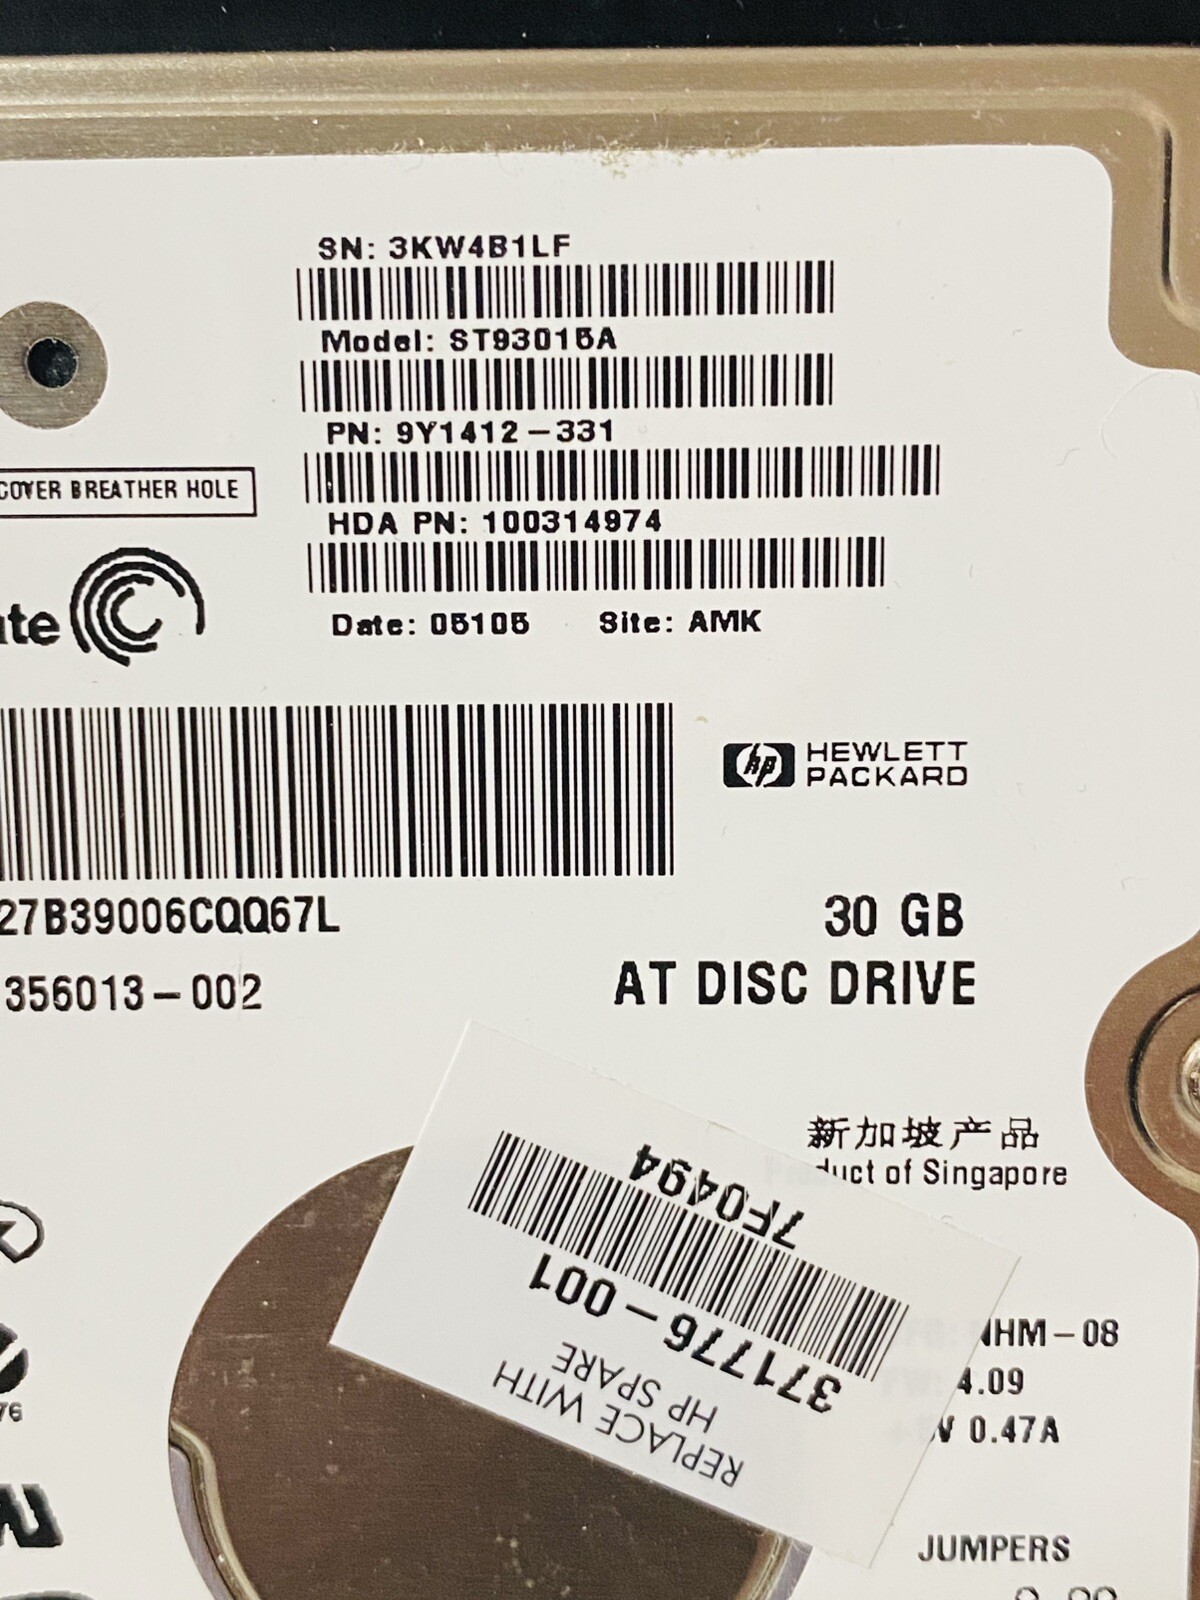 SN: 3KW4B1LF
Model: ST93015A
PN: 9Y1412-331
COVER BREATHER HOLE
HDA PN: 100314974
Date: 05105 Site: AMK
HEWLETT
PACKARD
hp
27B39006CQQ67L
30 GB
356013-002
AT DISC DRIVE
新加坡产品
duct of Singapore
REPLACE WITH
HP SPARE
371776-001
7F0494
NHM-08
4.09
V 0.47A
JUMPERS